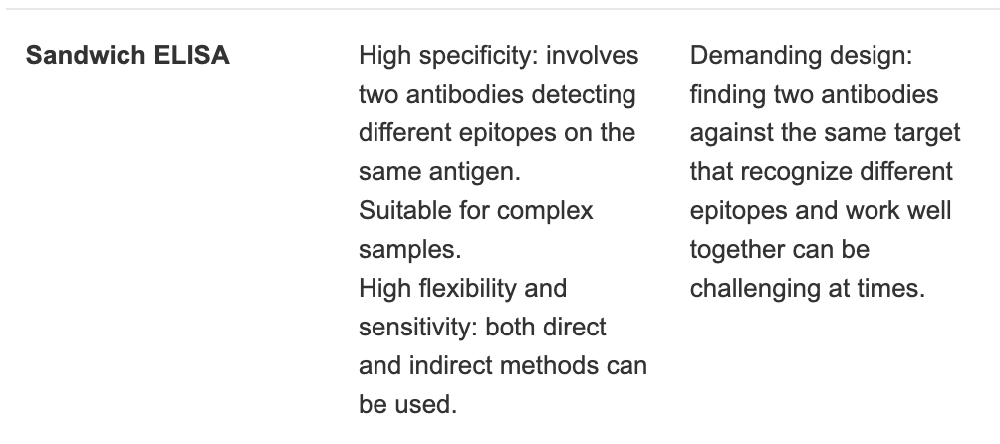 Sandwich ELISA
High specificity: involves
two antibodies detecting
different epitopes on the
same antigen.
Suitable for complex
samples.
High flexibility and
sensitivity: both direct
and indirect methods can
be used.
Demanding design:
finding two antibodies
against the same target
that recognize different
epitopes and work well
together can be
challenging at times.